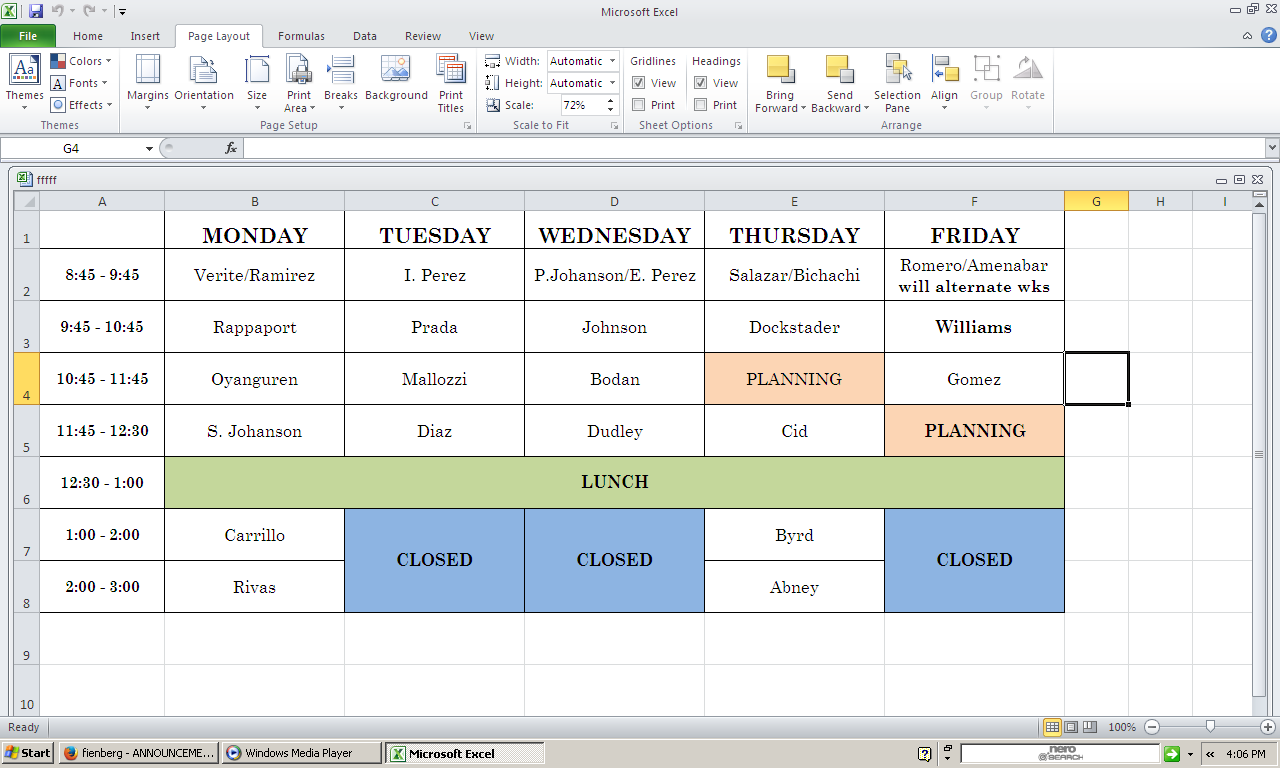 Microsoft Excel
File Home Insert Page Layout Formulas Data Review View
Themes
Colors
Fonts
Effects
Themes
Margins Orientation Size Print Area Breaks Background Print Titles
Page Setup
Width: Automatic
Height: Automatic
Scale: 72%
Scale to Fit
Gridlines Headings
View View
Print Print
Sheet Options
Bring Forward Send Backward Selection Pane Align Group Rotate
Arrange
G4 fx
fffff
A B C D E F G H I
1 MONDAY TUESDAY WEDNESDAY THURSDAY FRIDAY
2 8:45 - 9:45 Verite/Ramirez I. Perez P.Johanson/E. Perez Salazar/Bichachi Romero/Amenabar
will alternate wks
3 9:45 - 10:45 Rappaport Prada Johnson Dockstader Williams
4 10:45 - 11:45 Oyanguren Mallozzi Bodan PLANNING Gomez
5 11:45 - 12:30 S. Johanson Diaz Dudley Cid PLANNING
6 12:30 - 1:00 LUNCH
7 1:00 - 2:00 Carrillo CLOSED CLOSED Byrd CLOSED
8 2:00 - 3:00 Rivas Abney
9
10
Ready 100%
Start fienberg - ANNOUNCEME... Windows Media Player Microsoft Excel nero SEARCH 4:06 PM